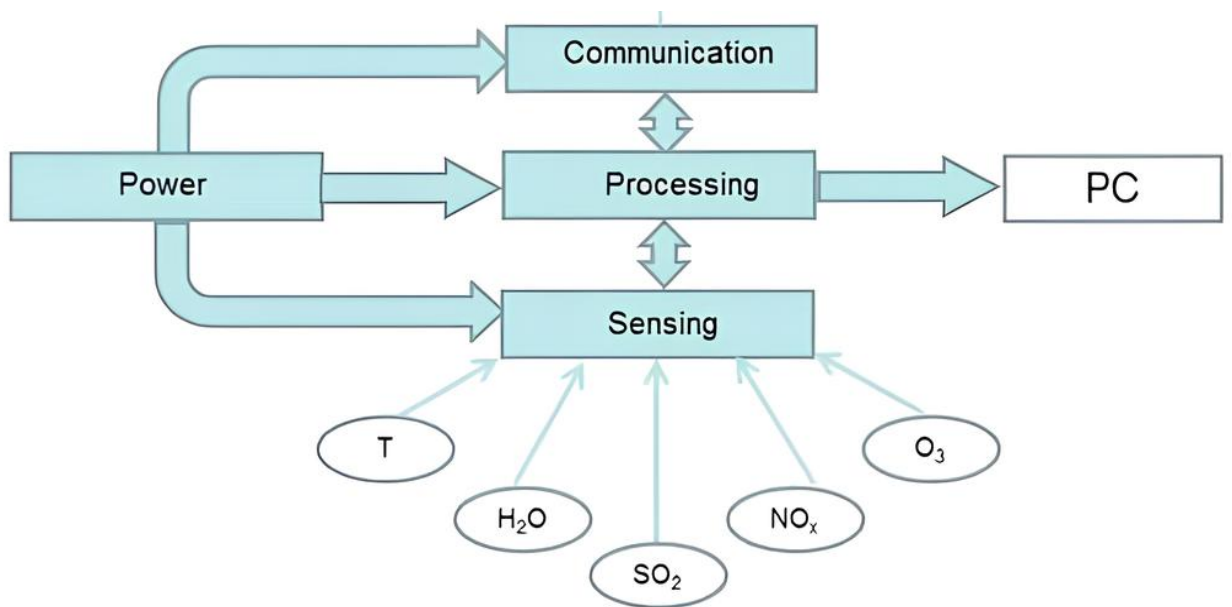 Communication
Power
Processing
PC
Sensing
T
O₃
H₂O
NOₓ
SO₂